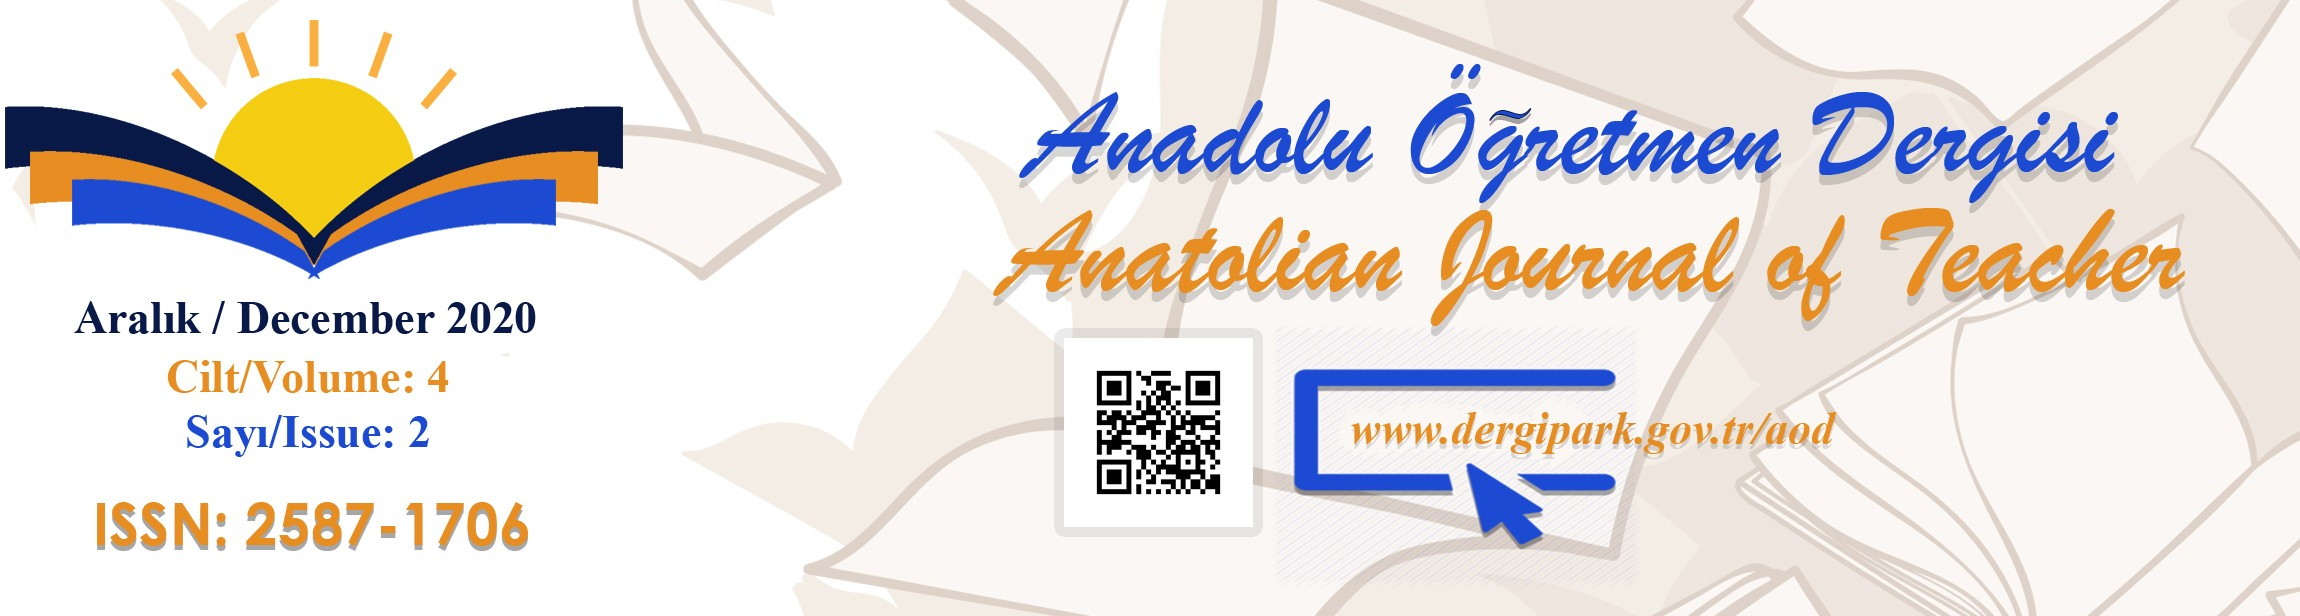 Anadolu Öğretmen Dergisi
Anatolian Journal of Teacher
Aralık / December 2020
Cilt/Volume: 4
Sayı/Issue: 2
ISSN: 2587-1706
www.dergipark.gov.tr/aod